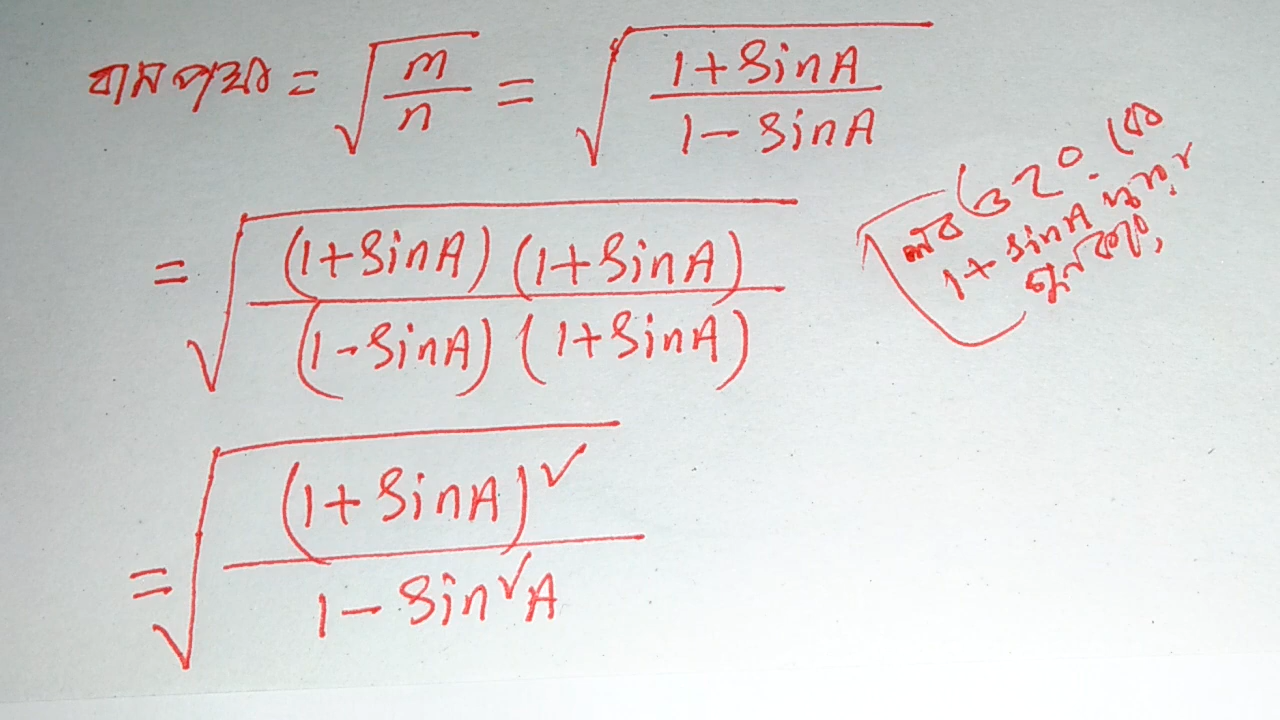 বামপক্ষ = √(m/n) = √((1+SinA)/(1-SinA))
= √(((1+SinA)(1+SinA))/((1-SinA)(1+SinA)))
লব ও হর কে
1+SinA দ্বারা
গুন করে,
= √((1+SinA)²/(1-Sin²A))